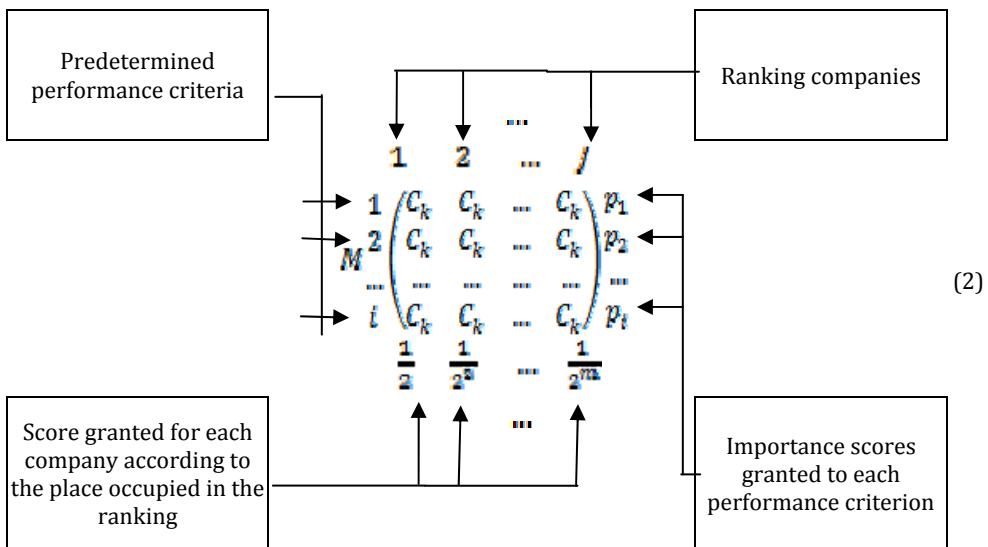 Predetermined
performance criteria
Ranking companies
...
1 2 ... j
1 C_k C_k ... C_k p_1
2 C_k C_k ... C_k p_2
M
... ... ... ... ... ...
i C_k C_k ... C_k p_i
1/2 1/2^2 ... 1/2^m
...
(2)
Score granted for each
company according to
the place occupied in the
ranking
Importance scores
granted to each
performance criterion